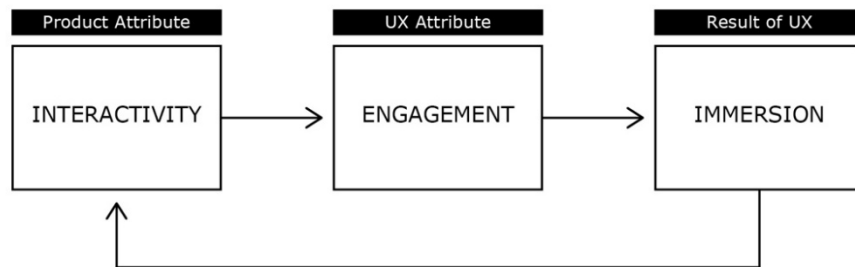 Product Attribute
UX Attribute
Result of UX
INTERACTIVITY
ENGAGEMENT
IMMERSION